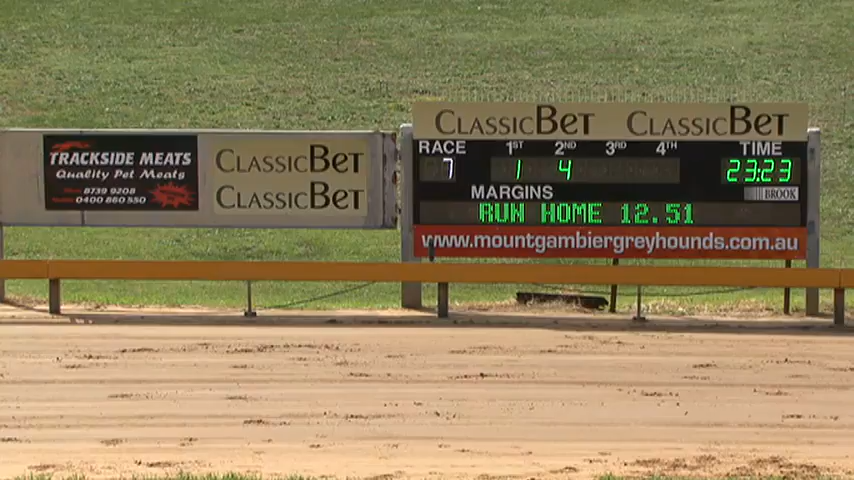 TRACKSIDE MEATS
Quality Pet Meats
8739 9208
0400 860 550
CLASSICBET
CLASSICBET
CLASSICBET CLASSICBET
RACE 1ST 2ND 3RD 4TH TIME
7 1 4 23:23
MARGINS BROOK
RUN HOME 12.51
www.mountgambiergreyhounds.com.au